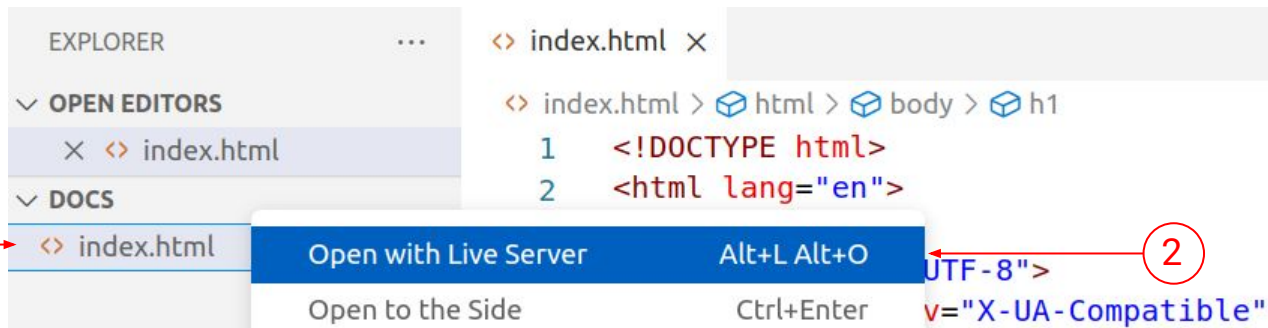 EXPLORER ...
index.html
OPEN EDITORS
index.html
DOCS
index.html
index.html > html > body > h1
1 <!DOCTYPE html>
2 <html lang="en">
UTF-8">
v="X-UA-Compatible"
Open with Live Server Alt+L Alt+O
Open to the Side Ctrl+Enter
2